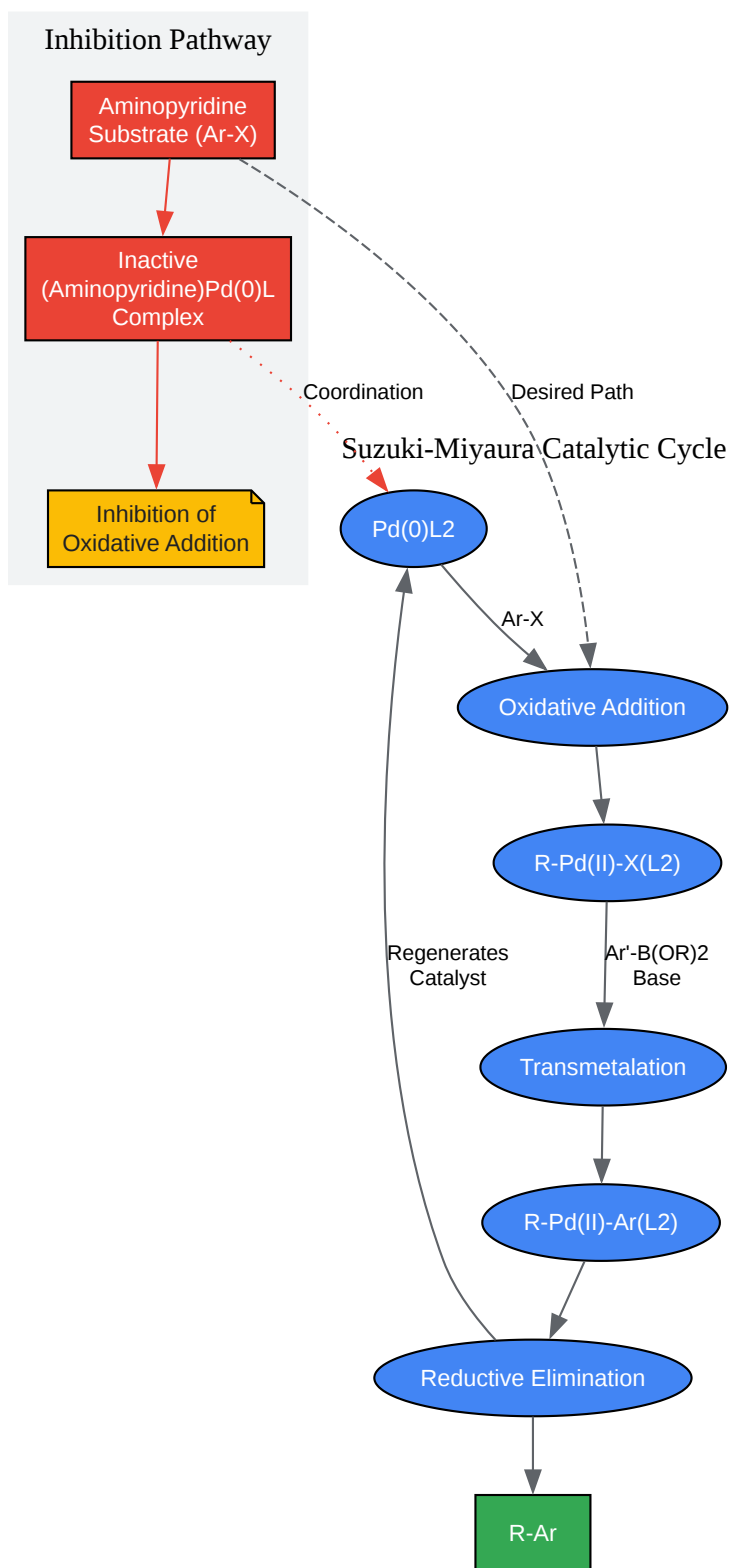 Inhibition Pathway
Aminopyridine
Substrate (Ar-X)
Inactive
(Aminopyridine)Pd(0)L
Complex
Coordination
Desired Path
Suzuki-Miyaura Catalytic Cycle
Inhibition of
Oxidative Addition
Pd(0)L2
Ar-X
Oxidative Addition
R-Pd(II)-X(L2)
Regenerates
Catalyst
Ar'-B(OR)2
Base
Transmetalation
R-Pd(II)-Ar(L2)
Reductive Elimination
R-Ar